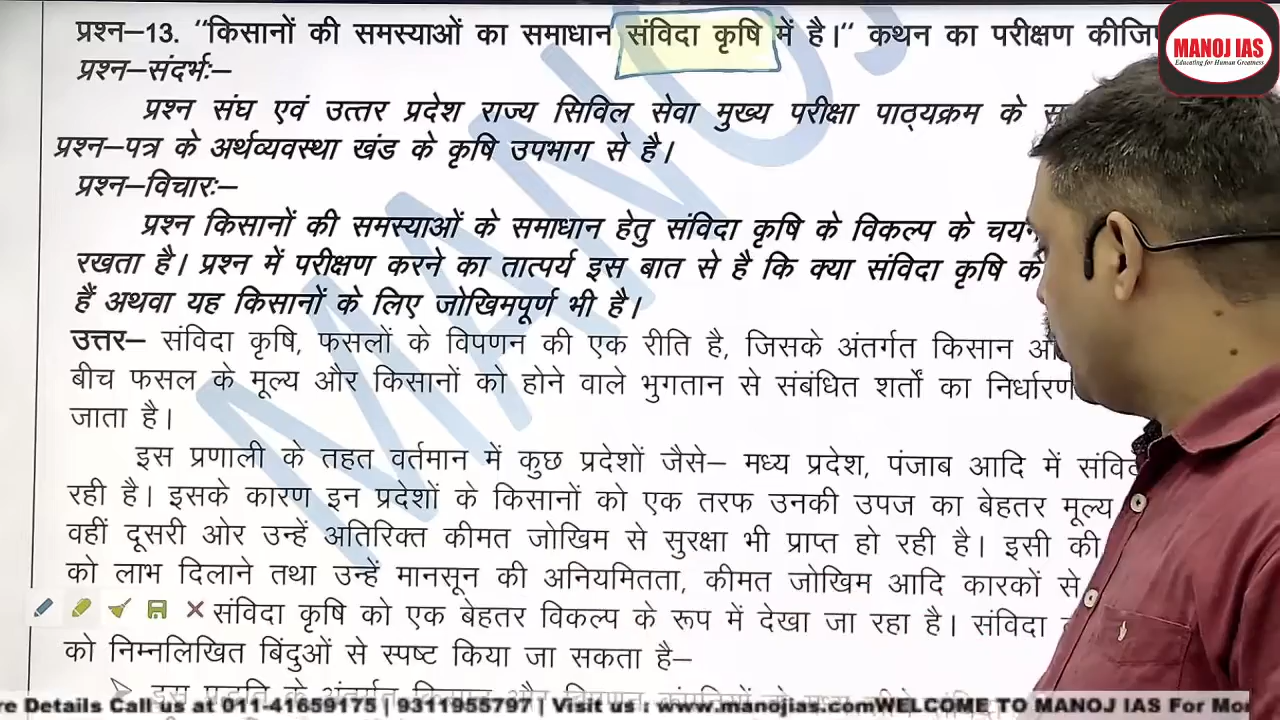 प्रश्न–13. "किसानों की समस्याओं का समाधान संविदा कृषि में है।" कथन का परीक्षण
MANOJ IAS
Educating for Human Greatness
प्रश्न–संदर्भः–
प्रश्न संघ एवं उत्तर प्रदेश राज्य सिविल सेवा मुख्य परीक्षा पाठ्यक्रम के
प्रश्न–पत्र के अर्थव्यवस्था खंड के कृषि उपभाग से है।
प्रश्न–विचारः–
प्रश्न किसानों की समस्याओं के समाधान हेतु संविदा कृषि के विकल्प के
रखता है। प्रश्न में परीक्षण करने का तात्पर्य इस बात से है कि क्या संविदा कृषि
हैं अथवा यह किसानों के लिए जोखिमपूर्ण भी है।
उत्तर– संविदा कृषि, फसलों के विपणन की एक रीति है, जिसके अंतर्गत किसान
बीच फसल के मूल्य और किसानों को होने वाले भुगतान से संबंधित शर्तों का निर्धारण
जाता है।
इस प्रणाली के तहत वर्तमान में कुछ प्रदेशों जैसे– मध्य प्रदेश, पंजाब आदि में
रही है। इसके कारण इन प्रदेशों के किसानों को एक तरफ उनकी उपज का बेहतर मूल्य
वहीं दूसरी ओर उन्हें अतिरिक्त कीमत जोखिम से सुरक्षा भी प्राप्त हो रही है। इसी
को लाभ दिलाने तथा उन्हें मानसून की अनियमितता, कीमत जोखिम आदि कारकों से
संविदा कृषि को एक बेहतर विकल्प के रूप में देखा जा रहा है। संविदा
को निम्नलिखित बिंदुओं से स्पष्ट किया जा सकता है–
re Details Call us at 011-41659175 | 9311955797 | Visit us : www.manojias.comWELCOME TO MANOJ IAS For